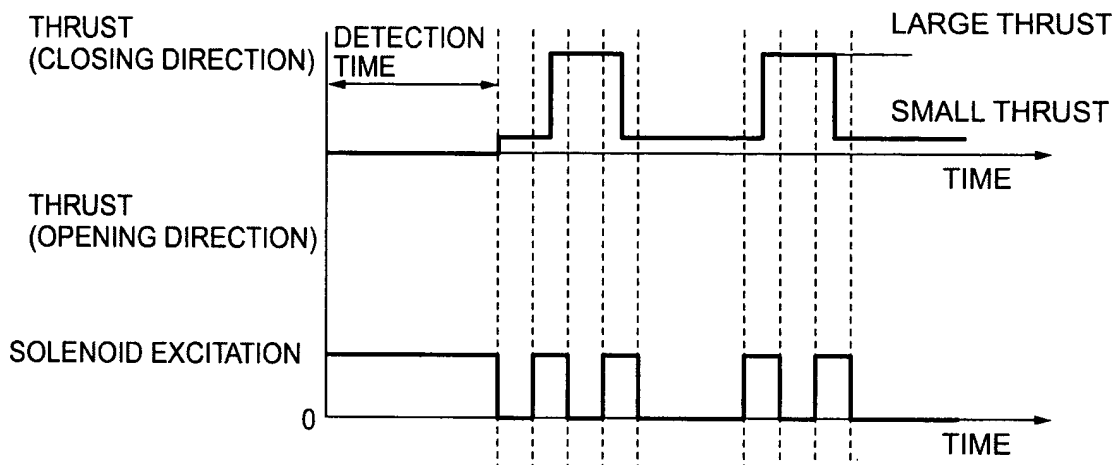 THRUST
(CLOSING DIRECTION)
DETECTION
TIME
LARGE THRUST
SMALL THRUST
TIME
THRUST
(OPENING DIRECTION)
SOLENOID EXCITATION
0
TIME